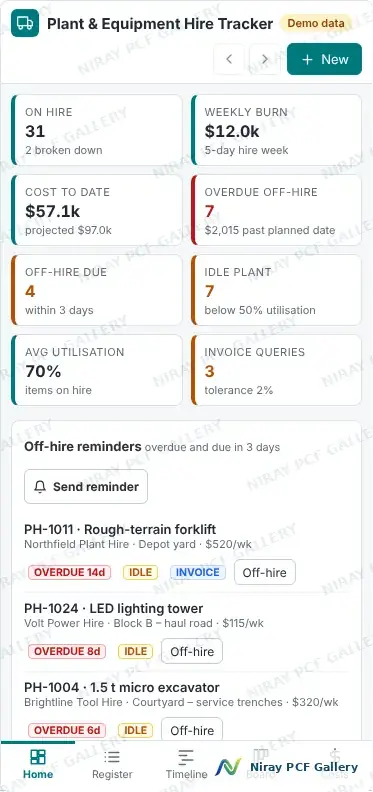 Plant & Equipment Hire Tracker Demo data
+ New
ON HIRE
31
2 broken down
WEEKLY BURN
$12.0k
5-day hire week
COST TO DATE
$57.1k
projected $97.0k
OVERDUE OFF-HIRE
7
$2,015 past planned date
OFF-HIRE DUE
4
within 3 days
IDLE PLANT
7
below 50% utilisation
AVG UTILISATION
70%
items on hire
INVOICE QUERIES
3
tolerance 2%
Off-hire reminders overdue and due in 3 days
Send reminder
PH-1011 · Rough-terrain forklift
Northfield Plant Hire · Depot yard · $520/wk
OVERDUE 14d IDLE INVOICE Off-hire
PH-1024 · LED lighting tower
Volt Power Hire · Block B – haul road · $115/wk
OVERDUE 8d IDLE Off-hire
PH-1004 · 1.5 t micro excavator
Brightline Tool Hire · Courtyard – service trenches · $320/wk
OVERDUE 6d IDLE Off-hire
Home Register Timeline Board
Niray PCF Gallery
NIRAY PCF GALLERY